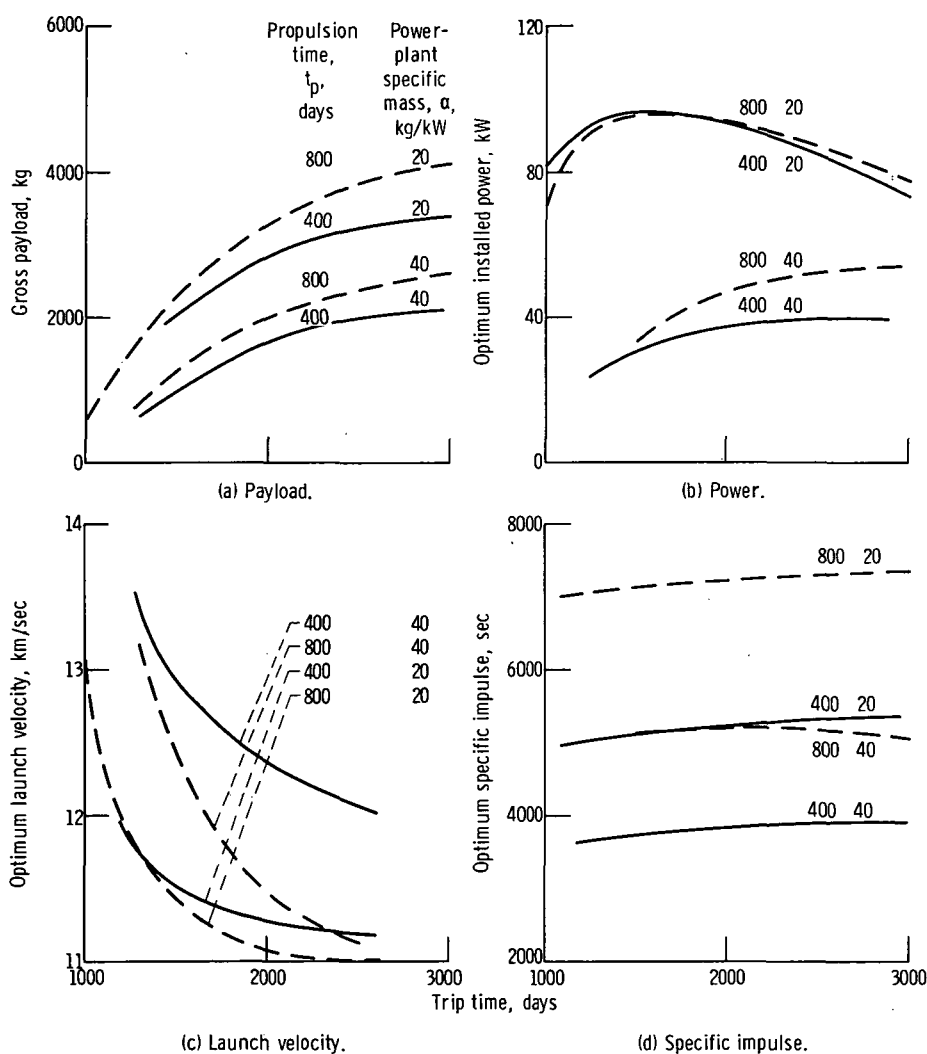 6000
4000
2000
0
Gross payload, kg
Propulsion
time,
tp,
days
Power-
plant
specific
mass, α,
kg/kW
800 20
400 20
800 40
400 40
(a) Payload.
120
80
40
0
Optimum installed power, kW
800 20
400 20
800 40
400 40
(b) Power.
14
13
12
11
Optimum launch velocity, km/sec
400 40
800 40
400 20
800 20
1000 2000 3000
(c) Launch velocity.
8000
6000
4000
2000
Optimum specific impulse, sec
800 20
400 20
800 40
400 40
1000 2000 3000
Trip time, days
(d) Specific impulse.